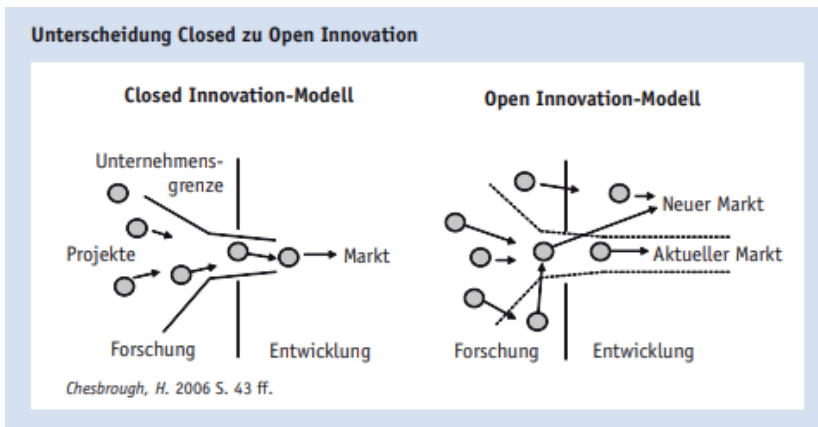 Unterscheidung Closed zu Open Innovation
Closed Innovation-Modell
Unternehmens-
grenze
Projekte
Markt
Forschung
Entwicklung
Open Innovation-Modell
Neuer Markt
Aktueller Markt
Forschung
Entwicklung
Chesbrough, H. 2006 S. 43 ff.